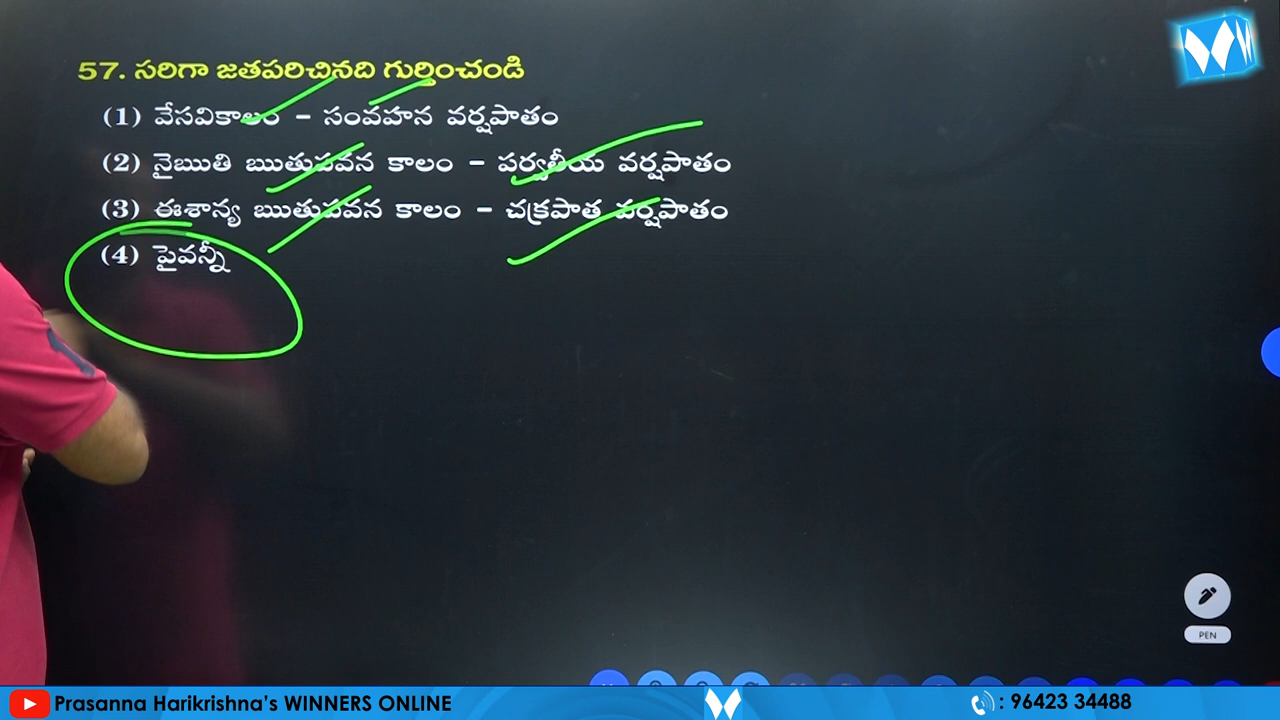 57. సరిగా జతపరిచినది గుర్తించండి
(1) వేసవికాలం – సంవహన వర్షపాతం
(2) నైఋతి ఋతుపవన కాలం – పర్వతీయ వర్షపాతం
(3) ఈశాన్య ఋతుపవన కాలం – చక్రపాత వర్షపాతం
(4) పైవన్నీ
PEN
Prasanna Harikrishna's WINNERS ONLINE
: 96423 34488